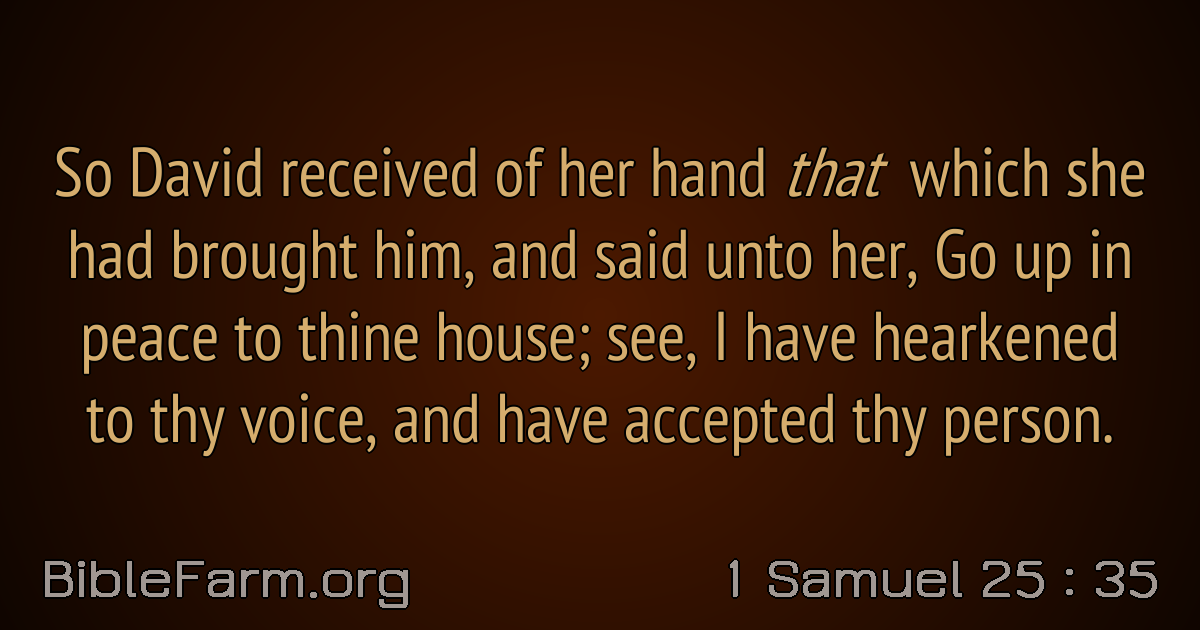 So David received of her hand that which she
had brought him, and said unto her, Go up in
peace to thine house; see, I have hearkened
to thy voice, and have accepted thy person.
BibleFarm.org
1 Samuel 25 : 35